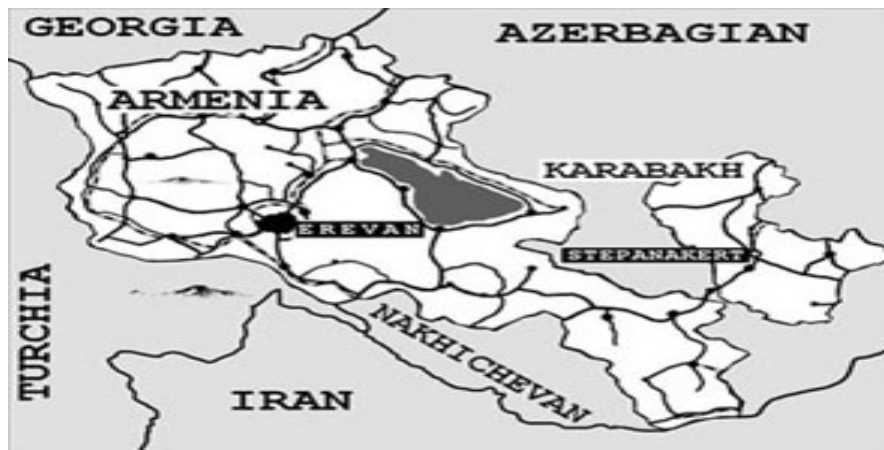 GEORGIA
AZERBAGIAN
ARMENIA
KARABAKH
EREVAN
STEPANAKERT
TURCHIA
NAKHICHEVAN
IRAN